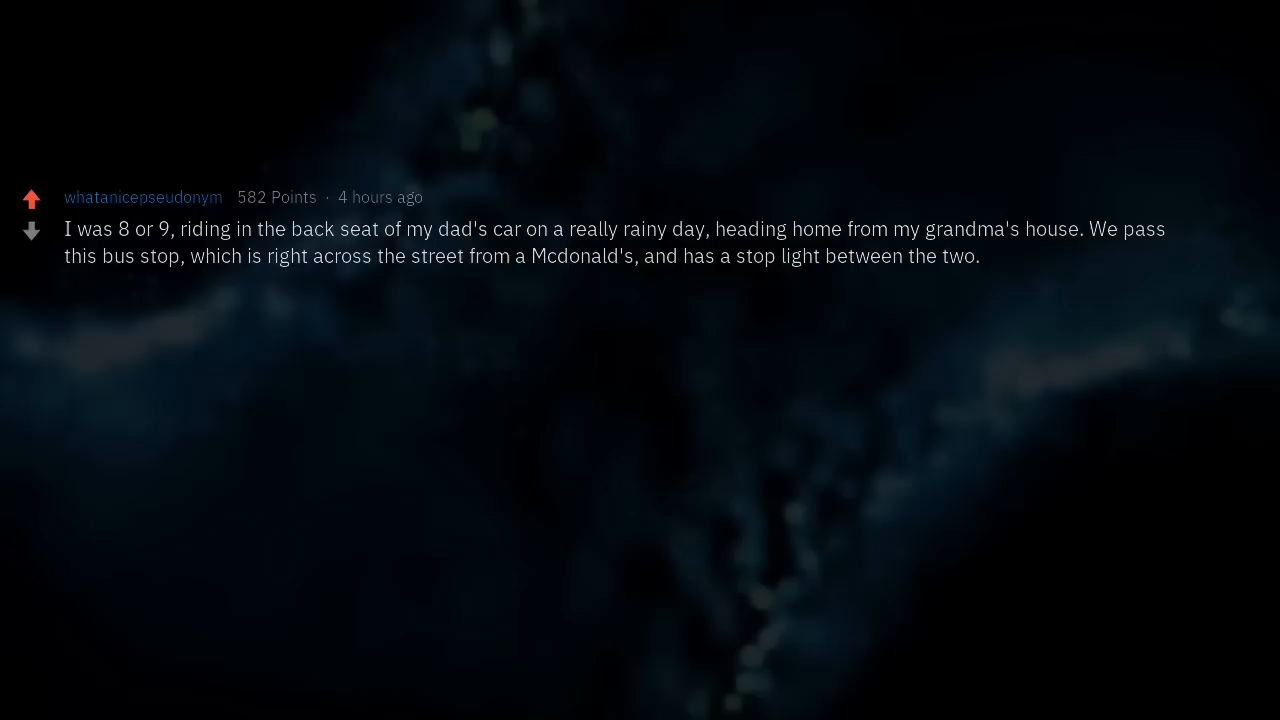 whatanicepseudonym 582 Points · 4 hours ago
I was 8 or 9, riding in the back seat of my dad's car on a really rainy day, heading home from my grandma's house. We pass
this bus stop, which is right across the street from a Mcdonald's, and has a stop light between the two.